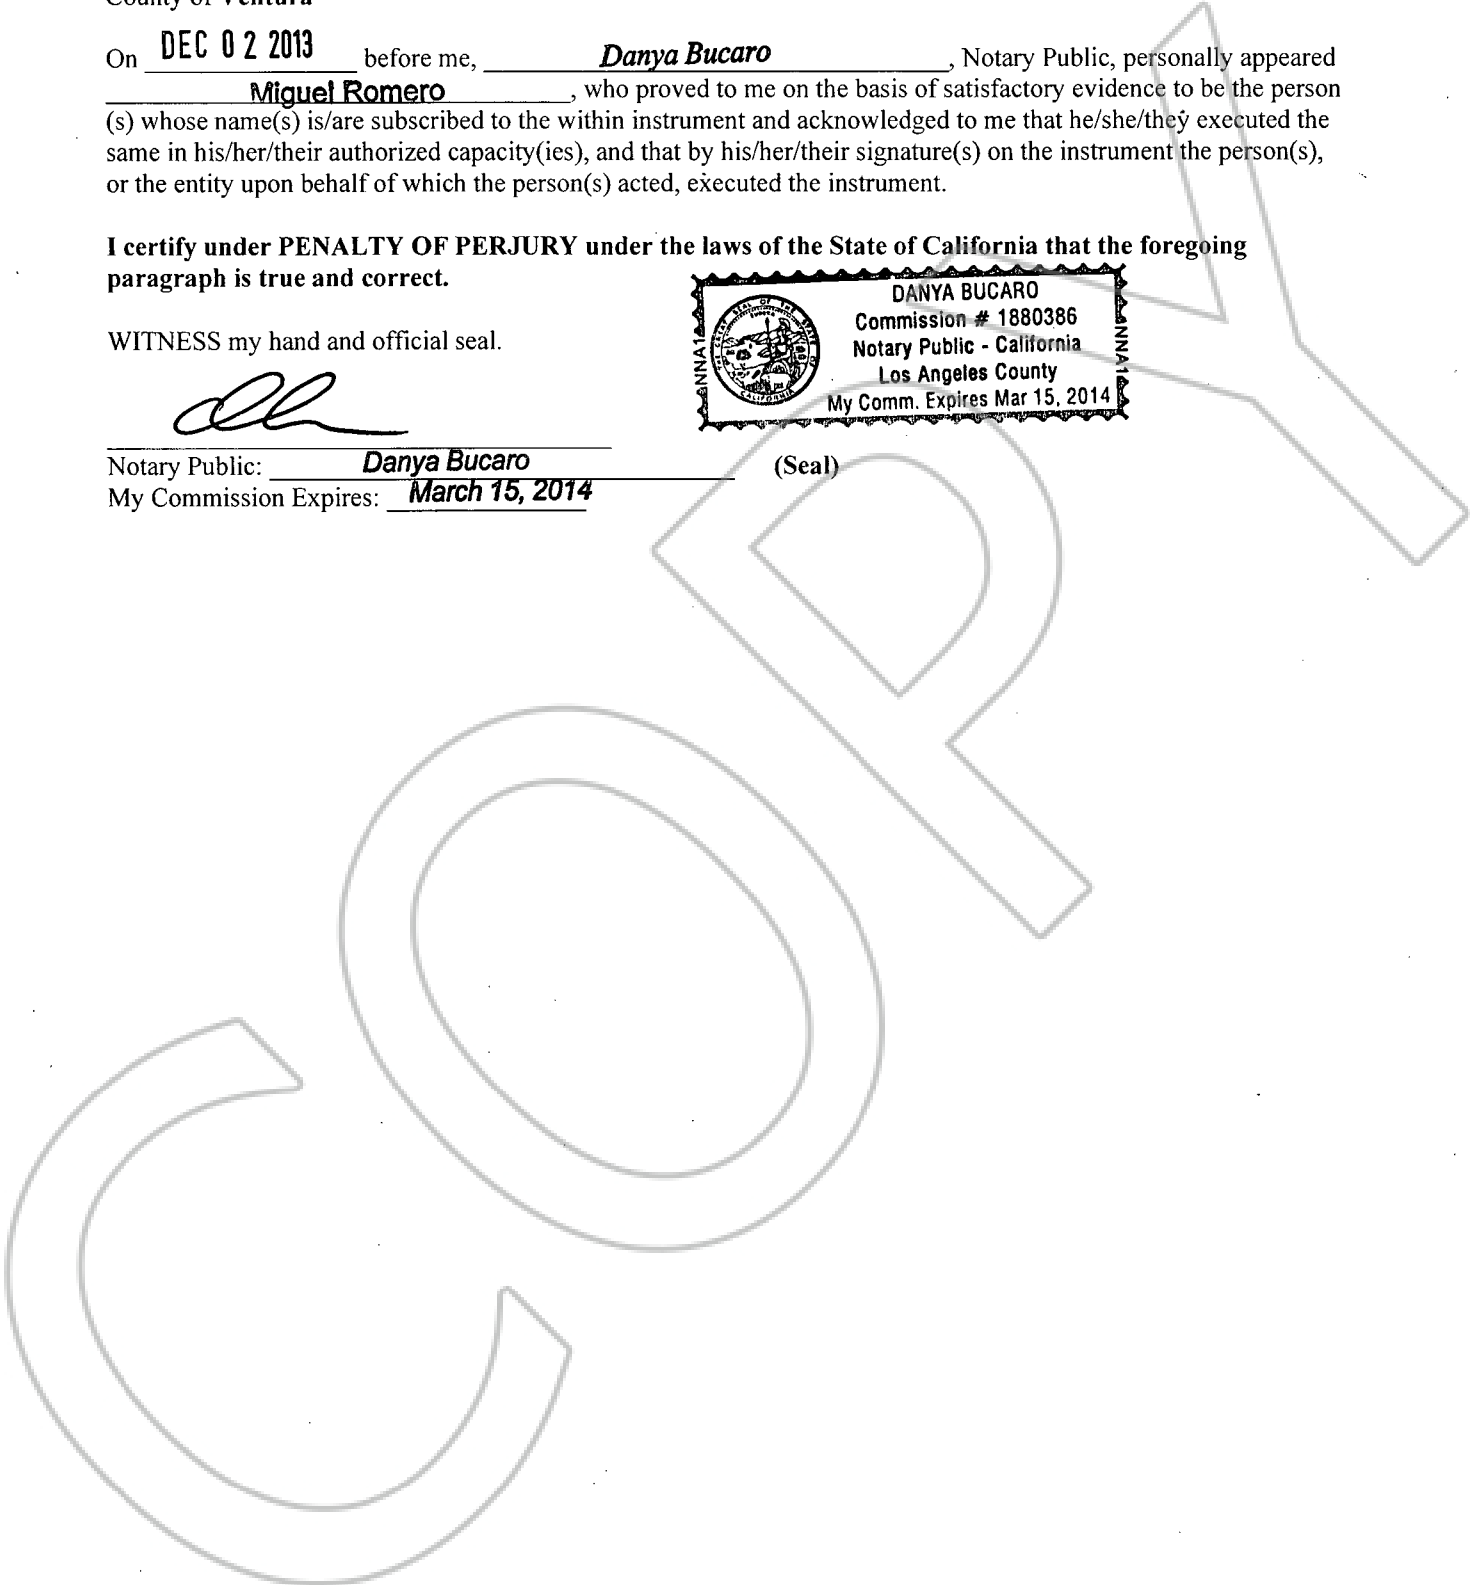 County of Ventura
On DEC 02 2013 before me, Danya Bucaro, Notary Public, personally appeared
Miguel Romero, who proved to me on the basis of satisfactory evidence to be the person
(s) whose name(s) is/are subscribed to the within instrument and acknowledged to me that he/she/they executed the
same in his/her/their authorized capacity(ies), and that by his/her/their signature(s) on the instrument the person(s),
or the entity upon behalf of which the person(s) acted, executed the instrument.
I certify under PENALTY OF PERJURY under the laws of the State of California that the foregoing
paragraph is true and correct.
WITNESS my hand and official seal.
DANYA BUCARO
Commission # 1880386
Notary Public - California
Los Angeles County
My Comm. Expires Mar 15, 2014
NNA1
NNA1
Notary Public: Danya Bucaro (Seal)
My Commission Expires: March 15, 2014
COPY